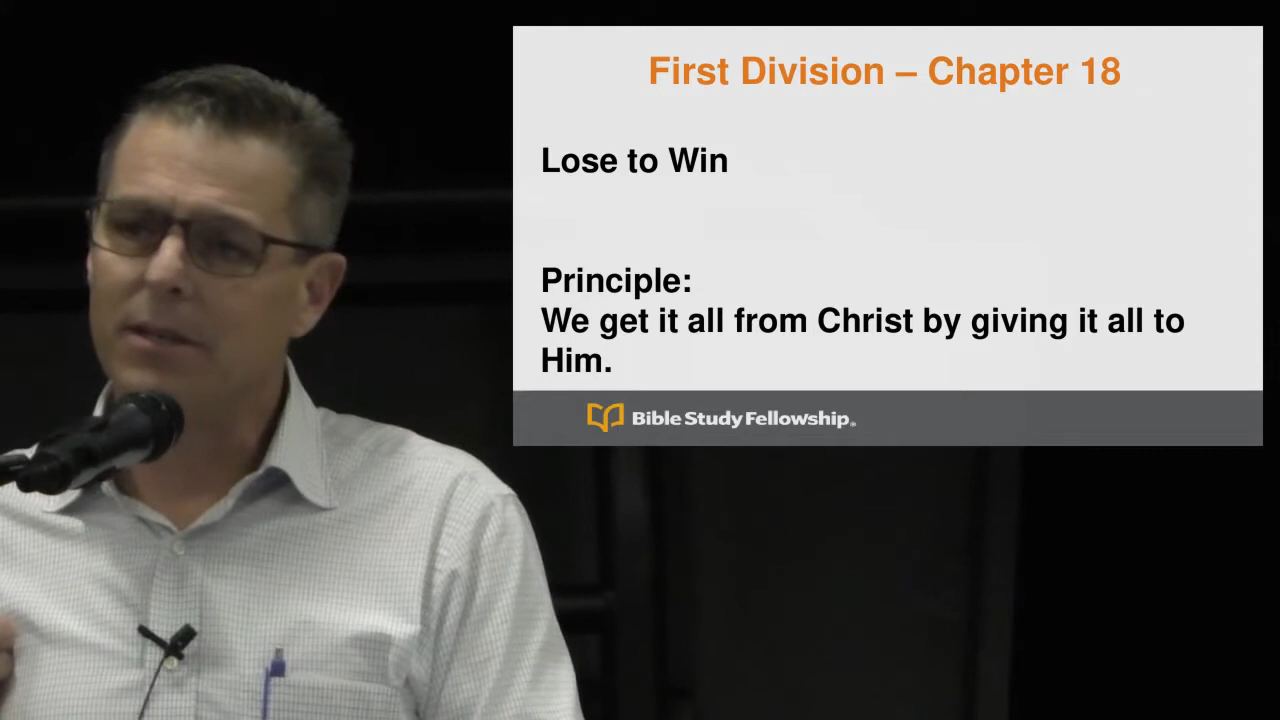 First Division – Chapter 18
Lose to Win
Principle:
We get it all from Christ by giving it all to
Him.
Bible Study Fellowship®